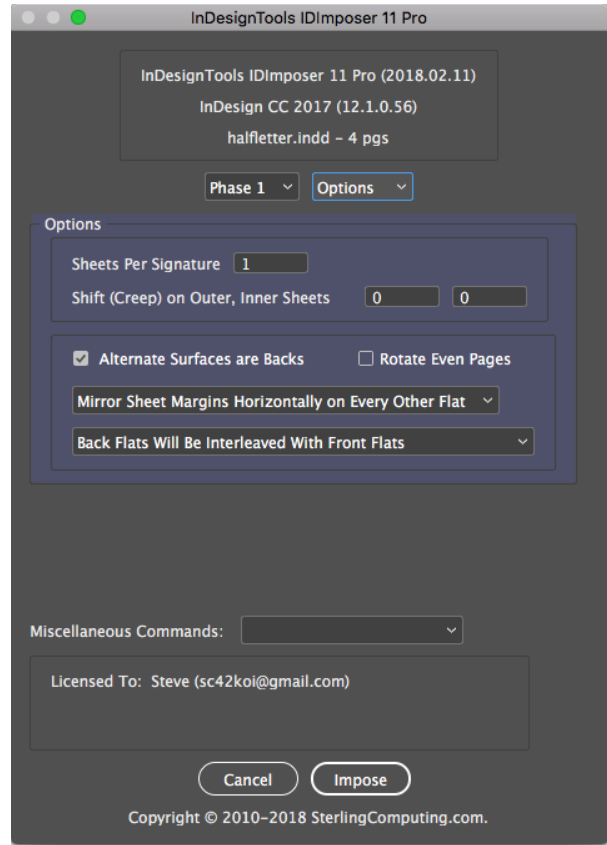 InDesignTools IDImposer 11 Pro
InDesignTools IDImposer 11 Pro (2018.02.11)
InDesign CC 2017 (12.1.0.56)
halfletter.indd – 4 pgs
Phase 1 Options
Options
Sheets Per Signature 1
Shift (Creep) on Outer, Inner Sheets 0 0
Alternate Surfaces are Backs Rotate Even Pages
Mirror Sheet Margins Horizontally on Every Other Flat
Back Flats Will Be Interleaved With Front Flats
Miscellaneous Commands:
Licensed To: Steve (sc42koi@gmail.com)
Cancel Impose
Copyright © 2010–2018 SterlingComputing.com.